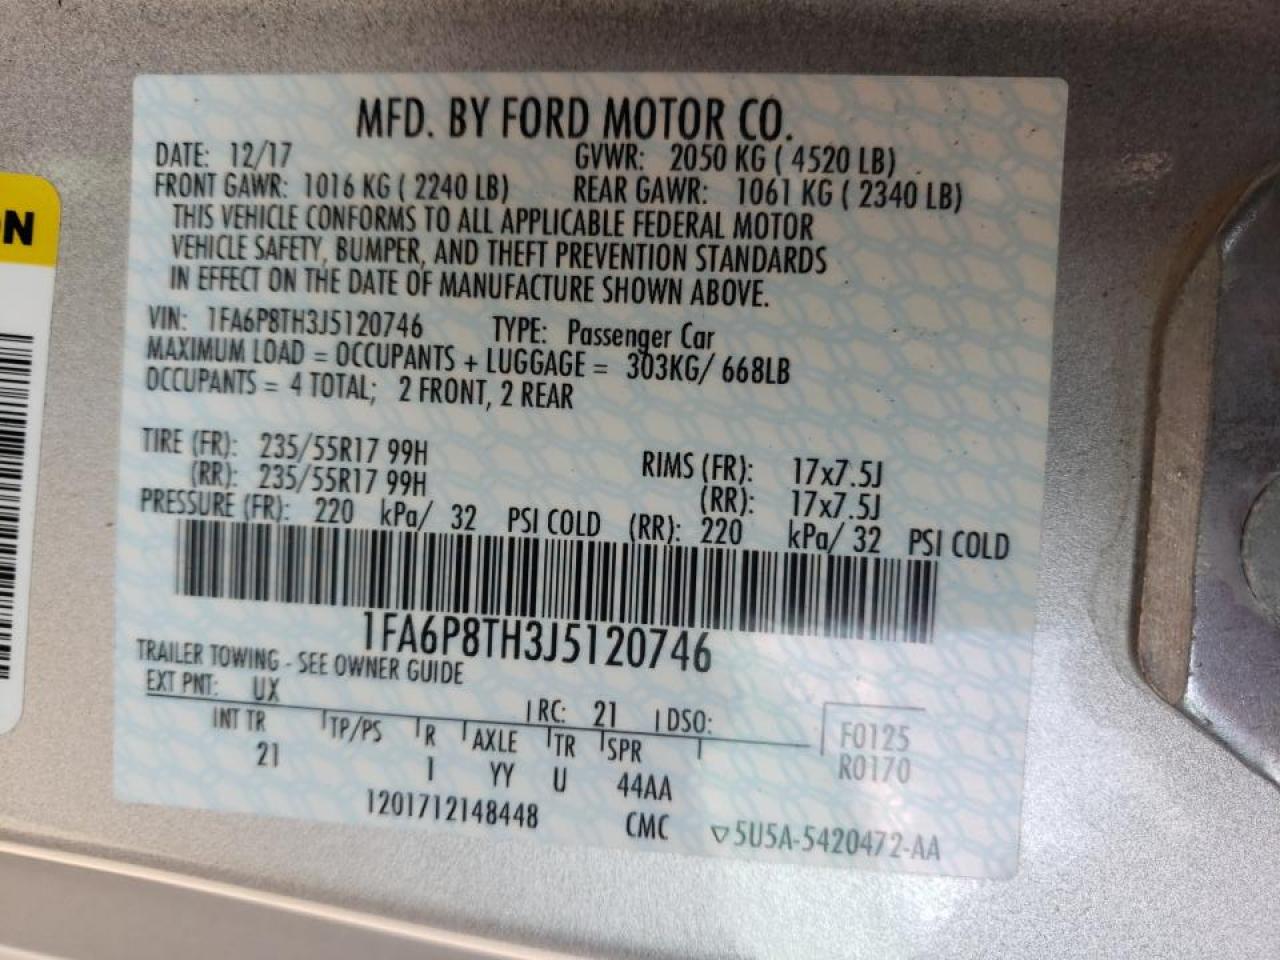 MFD. BY FORD MOTOR CO.
DATE: 12/17 GVWR: 2050 KG ( 4520 LB)
FRONT GAWR: 1016 KG ( 2240 LB) REAR GAWR: 1061 KG ( 2340 LB)
THIS VEHICLE CONFORMS TO ALL APPLICABLE FEDERAL MOTOR
VEHICLE SAFETY, BUMPER, AND THEFT PREVENTION STANDARDS
IN EFFECT ON THE DATE OF MANUFACTURE SHOWN ABOVE.
VIN: 1FA6P8TH3J5120746 TYPE: Passenger Car
MAXIMUM LOAD = OCCUPANTS + LUGGAGE = 303KG/ 668LB
OCCUPANTS = 4 TOTAL; 2 FRONT, 2 REAR
TIRE (FR): 235/55R17 99H RIMS (FR): 17x7.5J
(RR): 235/55R17 99H (RR): 17x7.5J
PRESSURE (FR): 220 kPa/ 32 PSI COLD (RR): 220 kPa/ 32 PSI COLD
1FA6P8TH3J5120746
TRAILER TOWING - SEE OWNER GUIDE
EXT PNT: UX RC: 21 DSO:
INT TR TP/PS R AXLE TR SPR F0125
21 1 YY U 44AA R0170
1201712148448 CMC ▽5U5A-5420472-AA